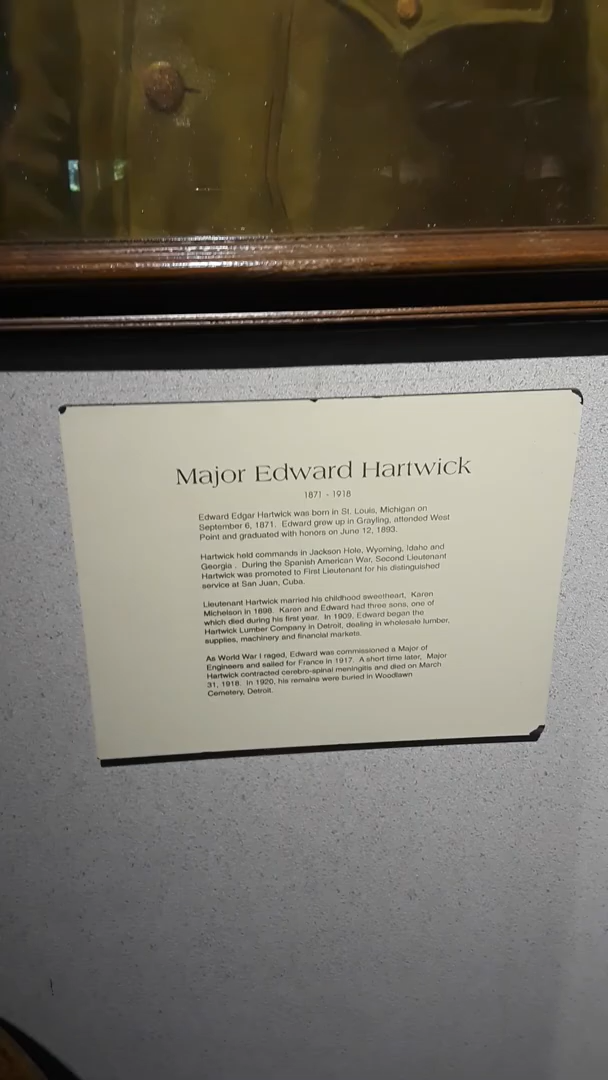 Major Edward Hartwick
1871 - 1918
Edward Edgar Hartwick was born in St. Louis, Michigan on
September 6, 1871. Edward grew up in Grayling, attended West
Point and graduated with honors on June 12, 1893.
Hartwick held commands in Jackson Hole, Wyoming, Idaho and
Georgia . During the Spanish American War, Second Lieutenant
Hartwick was promoted to First Lieutenant for his distinguished
service at San Juan, Cuba.
Lieutenant Hartwick married his childhood sweetheart, Karen
Michelson in 1898. Karen and Edward had three sons, one of
which died during his first year. In 1909, Edward began the
Hartwick Lumber Company in Detroit, dealing in wholesale lumber,
supplies, machinery and financial markets.
As World War I raged, Edward was commissioned a Major of
Engineers and sailed for France in 1917. A short time later, Major
Hartwick contracted cerebro-spinal meningitis and died on March
31, 1918. In 1920, his remains were buried in Woodlawn
Cemetery, Detroit.